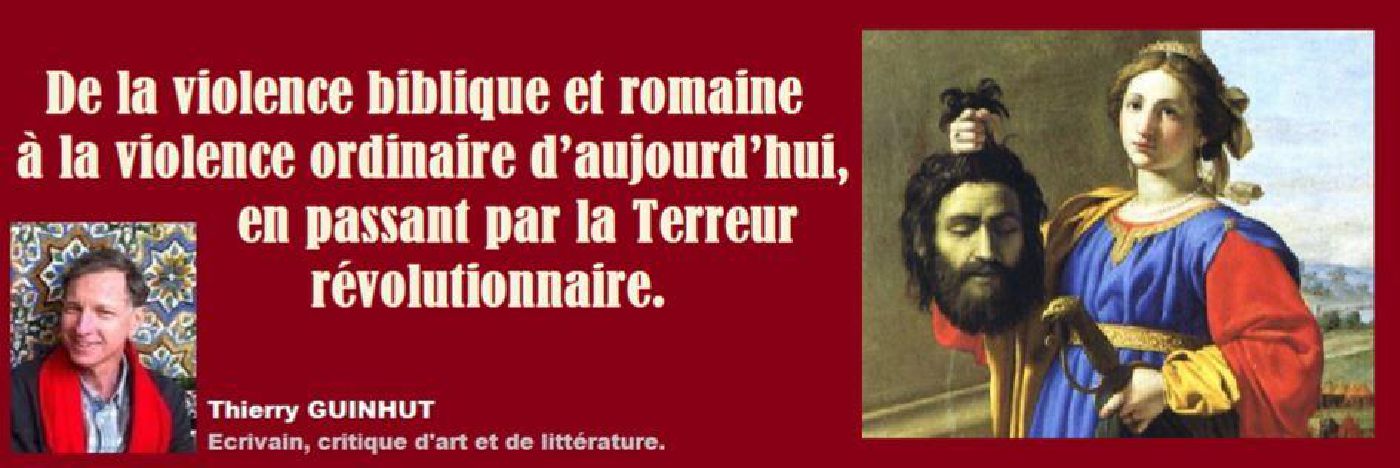 De la violence biblique et romaine
à la violence ordinaire d'aujourd'hui,
en passant par la Terreur
révolutionnaire.
Thierry GUINHUT
Ecrivain, critique d'art et de littérature.